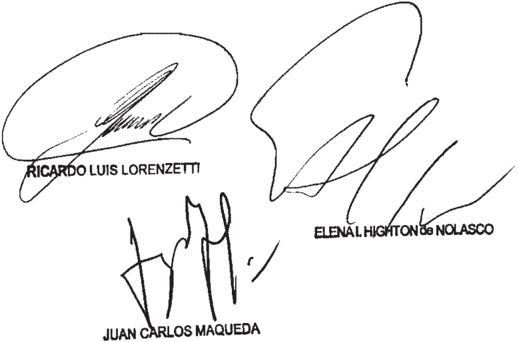 RICARDO LUIS LORENZETTI
ELENA I. HIGHTON de NOLASCO
JUAN CARLOS MAQUEDA